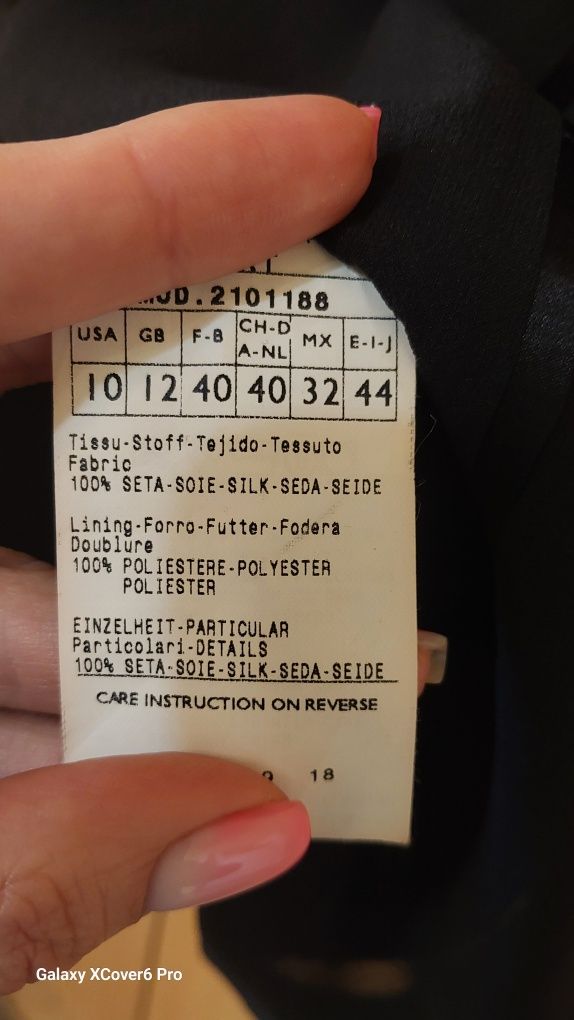 MOD.2101188
USA GB F-B CH-D A-NL MX E-I-J
10 12 40 40 32 44
Tissu-Stoff-Tejido-Tessuto
Fabric
100% SETA-SOIE-SILK-SEDA-SEIDE
Lining-Forro-Futter-Fodera
Doublure
100% POLIESTERE-POLYESTER
POLIESTER
EINZELHEIT-PARTICULAR
Particolari-DETAILS
100% SETA-SOIE-SILK-SEDA-SEIDE
CARE INSTRUCTION ON REVERSE
18
Galaxy XCover6 Pro